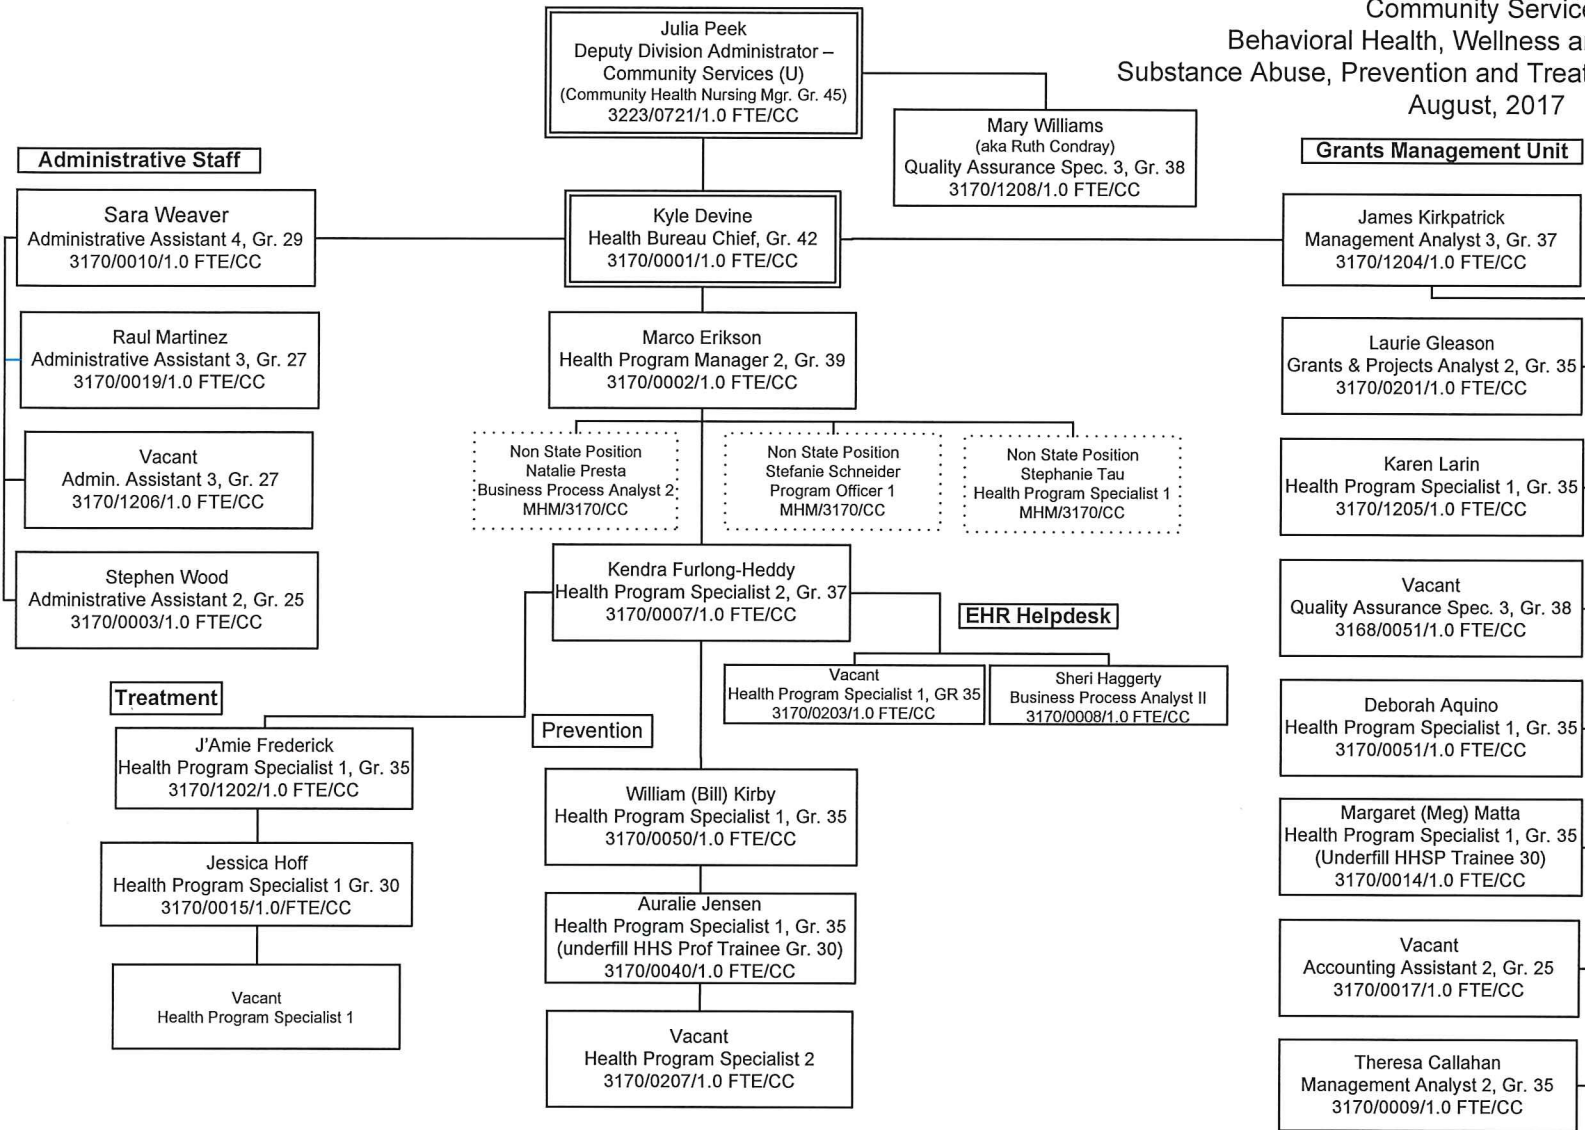 Community Service
Behavioral Health, Wellness a
Substance Abuse, Prevention and Treat
August, 2017
Julia Peek
Deputy Division Administrator –
Community Services (U)
(Community Health Nursing Mgr. Gr. 45)
3223/0721/1.0 FTE/CC
Mary Williams
(aka Ruth Condray)
Quality Assurance Spec. 3, Gr. 38
3170/1208/1.0 FTE/CC
Kyle Devine
Health Bureau Chief, Gr. 42
3170/0001/1.0 FTE/CC
Administrative Staff
Sara Weaver
Administrative Assistant 4, Gr. 29
3170/0010/1.0 FTE/CC
Raul Martinez
Administrative Assistant 3, Gr. 27
3170/0019/1.0 FTE/CC
Vacant
Admin. Assistant 3, Gr. 27
3170/1206/1.0 FTE/CC
Stephen Wood
Administrative Assistant 2, Gr. 25
3170/0003/1.0 FTE/CC
Marco Erikson
Health Program Manager 2, Gr. 39
3170/0002/1.0 FTE/CC
Non State Position
Natalie Presta
Business Process Analyst 2
MHM/3170/CC
Non State Position
Stefanie Schneider
Program Officer 1
MHM/3170/CC
Non State Position
Stephanie Tau
Health Program Specialist 1
MHM/3170/CC
Kendra Furlong-Heddy
Health Program Specialist 2, Gr. 37
3170/0007/1.0 FTE/CC
EHR Helpdesk
Vacant
Health Program Specialist 1, GR 35
3170/0203/1.0 FTE/CC
Sheri Haggerty
Business Process Analyst II
3170/0008/1.0 FTE/CC
Treatment
J'Amie Frederick
Health Program Specialist 1, Gr. 35
3170/1202/1.0 FTE/CC
Jessica Hoff
Health Program Specialist 1 Gr. 30
3170/0015/1.0/FTE/CC
Vacant
Health Program Specialist 1
Prevention
William (Bill) Kirby
Health Program Specialist 1, Gr. 35
3170/0050/1.0 FTE/CC
Auralie Jensen
Health Program Specialist 1, Gr. 35
(underfill HHS Prof Trainee Gr. 30)
3170/0040/1.0 FTE/CC
Vacant
Health Program Specialist 2
3170/0207/1.0 FTE/CC
Grants Management Unit
James Kirkpatrick
Management Analyst 3, Gr. 37
3170/1204/1.0 FTE/CC
Laurie Gleason
Grants & Projects Analyst 2, Gr. 35
3170/0201/1.0 FTE/CC
Karen Larin
Health Program Specialist 1, Gr. 35
3170/1205/1.0 FTE/CC
Vacant
Quality Assurance Spec. 3, Gr. 38
3168/0051/1.0 FTE/CC
Deborah Aquino
Health Program Specialist 1, Gr. 35
3170/0051/1.0 FTE/CC
Margaret (Meg) Matta
Health Program Specialist 1, Gr. 35
(Underfill HHSP Trainee 30)
3170/0014/1.0 FTE/CC
Vacant
Accounting Assistant 2, Gr. 25
3170/0017/1.0 FTE/CC
Theresa Callahan
Management Analyst 2, Gr. 35
3170/0009/1.0 FTE/CC